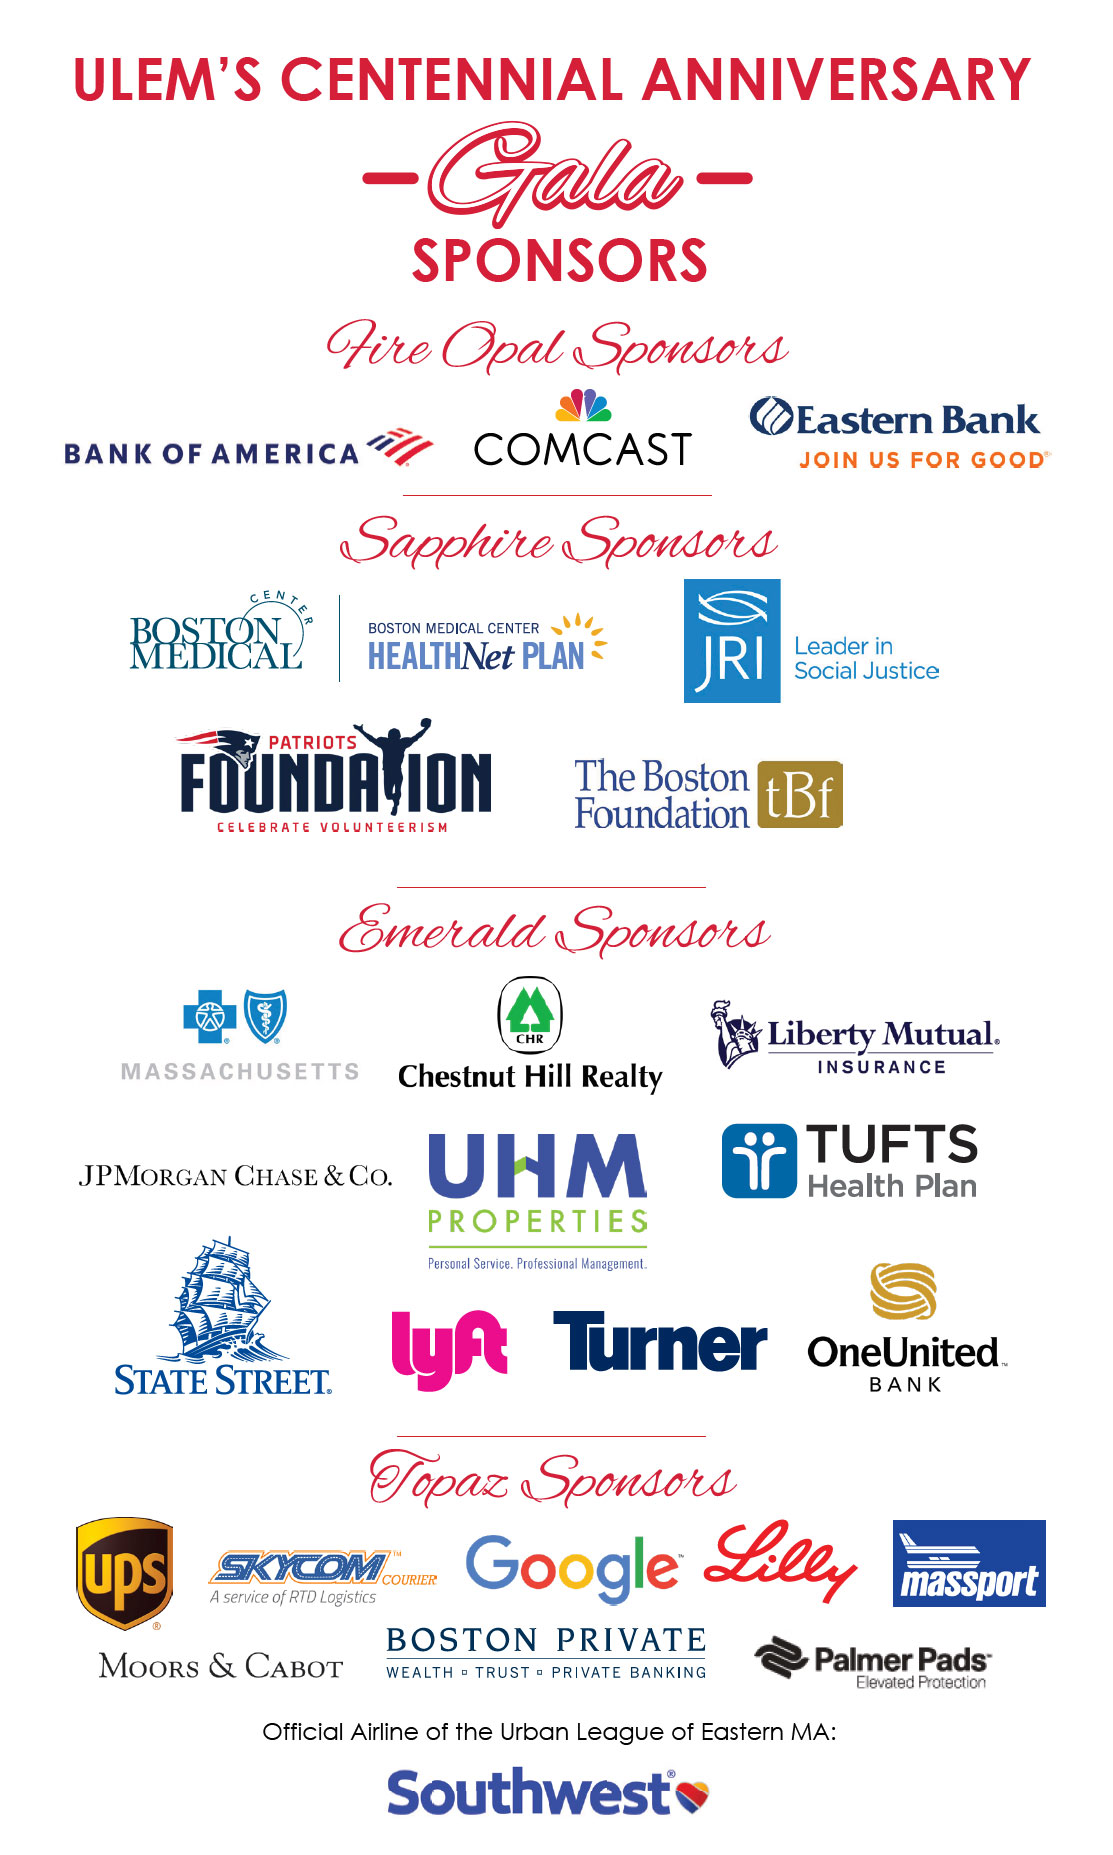 ULEM'S CENTENNIAL ANNIVERSARY
Gala
SPONSORS
Fire Opal Sponsors
BANK OF AMERICA
COMCAST
Eastern Bank
JOIN US FOR GOOD®
Sapphire Sponsors
BOSTON
MEDICAL
CENTER
BOSTON MEDICAL CENTER
HEALTHNet PLAN
JRI
Leader in
Social Justice
PATRIOTS
FOUNDATION
CELEBRATE VOLUNTEERISM
The Boston
Foundation
tBf
Emerald Sponsors
® ®
MASSACHUSETTS
CHR
Chestnut Hill Realty
Liberty Mutual®
INSURANCE
JPMORGAN CHASE & CO.
UHM
PROPERTIES
Personal Service. Professional Management.
TUFTS
Health Plan
STATE STREET®
lyft
Turner
OneUnited™
BANK
Topaz Sponsors
ups®
SKYCOM™
COURIER
A service of RTD Logistics
Google™
Lilly
massport
MOORS & CABOT
BOSTON PRIVATE
WEALTH ▫ TRUST ▫ PRIVATE BANKING
Palmer Pads™
Elevated Protection
Official Airline of the Urban League of Eastern MA:
Southwest®